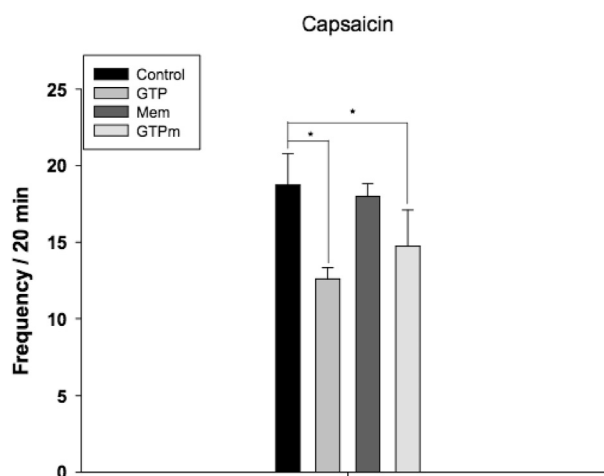 Capsaicin
Control
GTP
Mem
GTPm
Frequency / 20 min
25
20
15
10
5
0
*
*